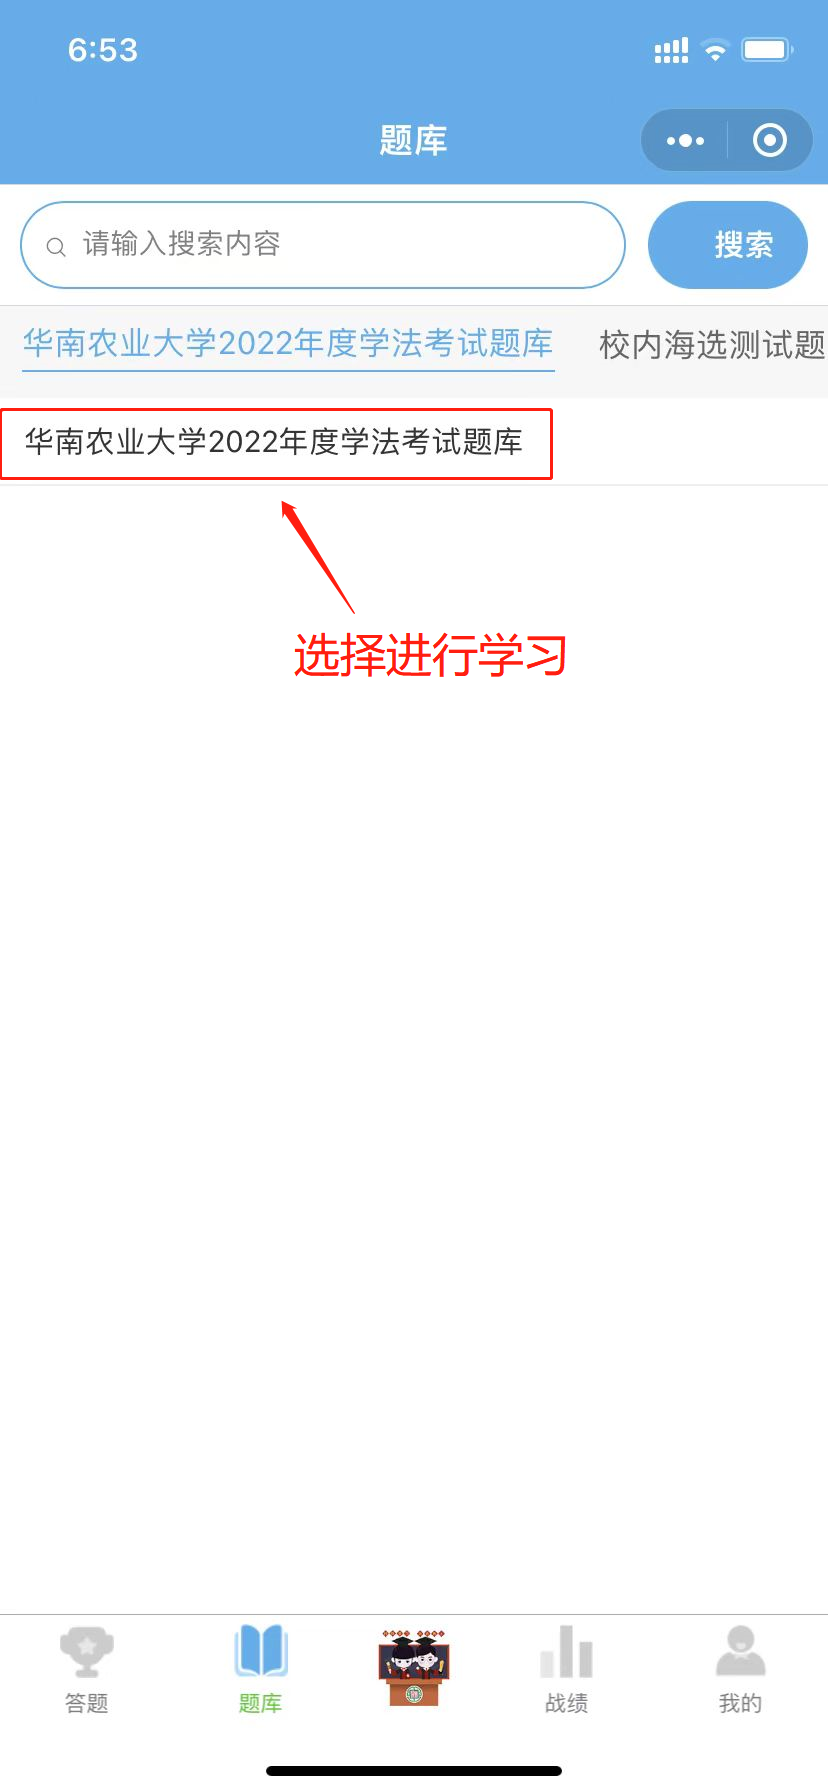 6:53
题库
请输入搜索内容
搜索
华南农业大学2022年度学法考试题库 校内海选测试题
华南农业大学2022年度学法考试题库
选择进行学习
答题 题库 战绩 我的